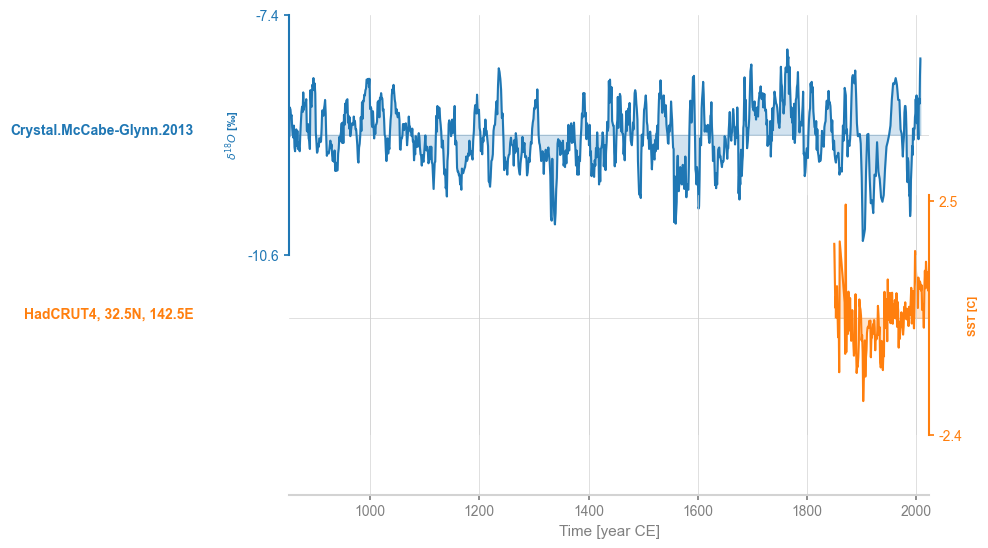 -7.4
Crystal.McCabe-Glynn.2013
δ¹⁸O [‰]
-10.6
2.5
HadCRUT4, 32.5N, 142.5E
SST [C]
-2.4
1000 1200 1400 1600 1800 2000
Time [year CE]